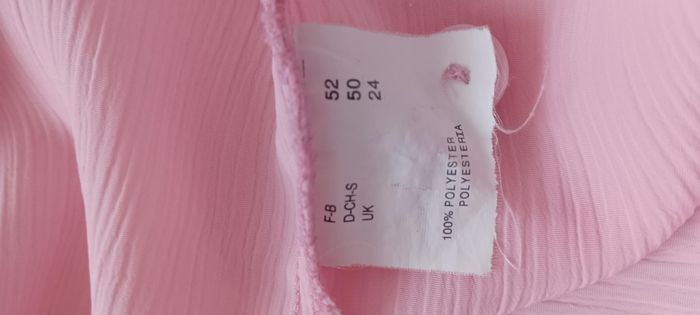 F-B 52
D-CH-S 50
UK 24
100% POLYESTER
POLYESTERIA